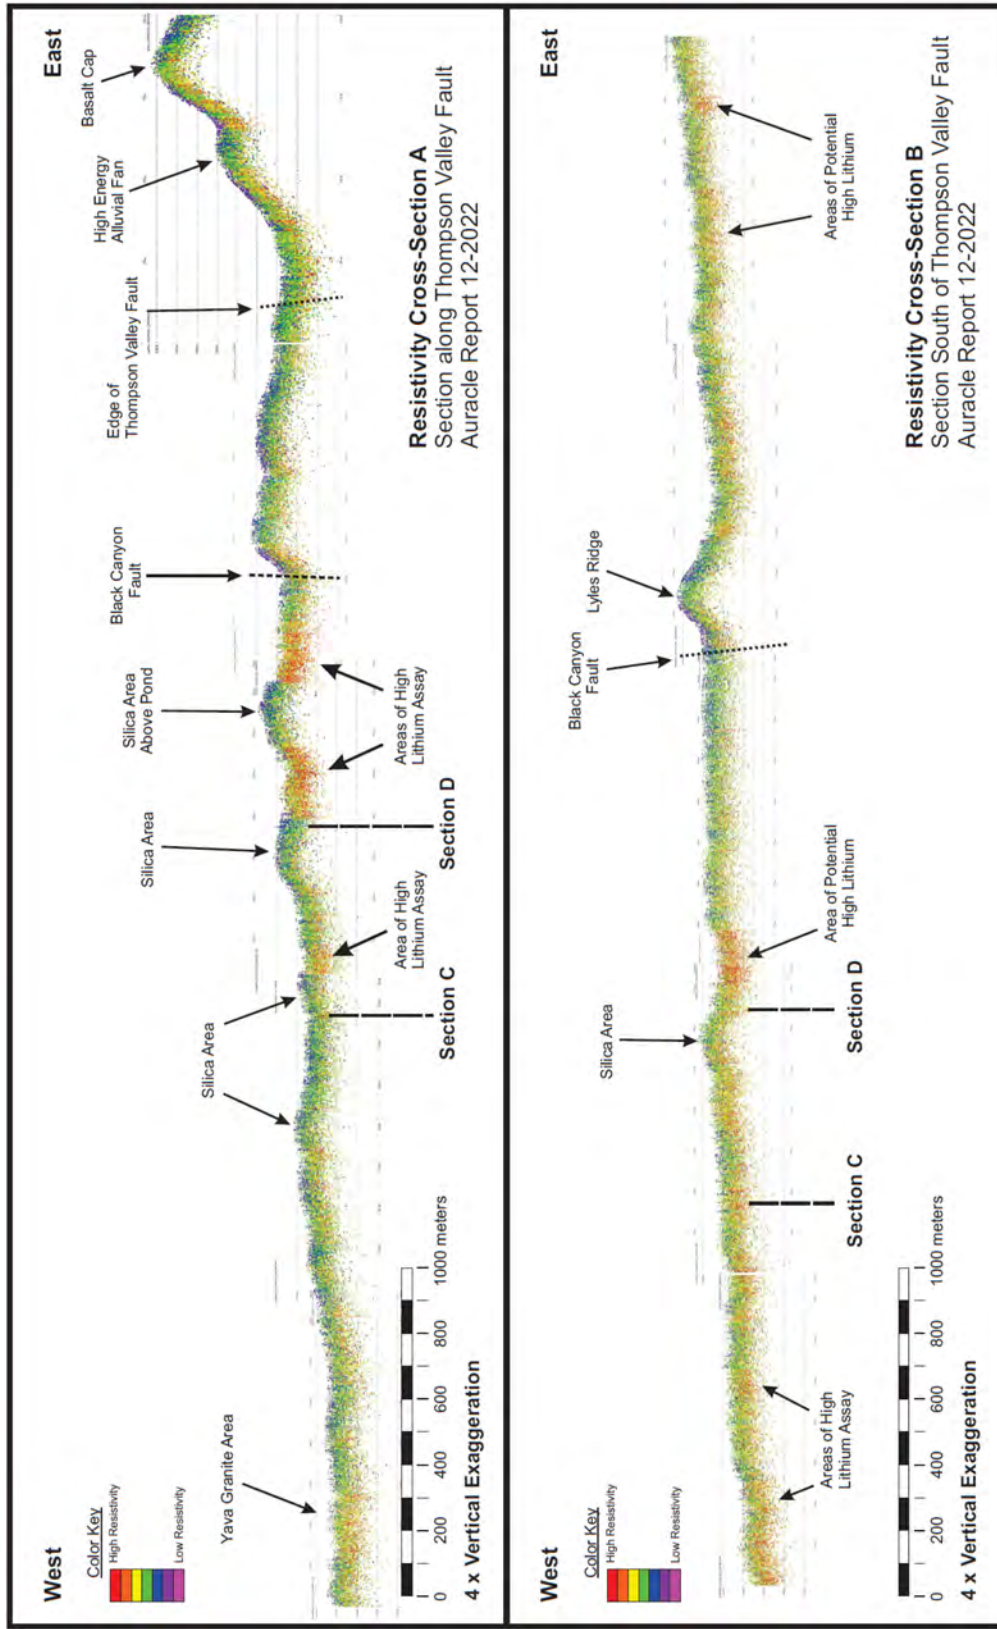 West
East
Color Key
High Resistivity
Low Resistivity
Yava Granite Area
Silica Area
Silica Area
Silica Area
Above Pond
Black Canyon
Fault
Edge of
Thompson Valley Fault
High Energy
Alluvial Fan
Basalt Cap
Area of High
Lithium Assay
Areas of High
Lithium Assay
Section C
Section D
0 200 400 600 800 1000 meters
4 x Vertical Exaggeration
Resistivity Cross-Section A
Section along Thompson Valley Fault
Auracle Report 12-2022
West
East
Color Key
High Resistivity
Low Resistivity
Silica Area
Black Canyon
Fault
Lyles Ridge
Areas of High
Lithium Assay
Area of Potential
High Lithium
Areas of Potential
High Lithium
Section C
Section D
0 200 400 600 800 1000 meters
4 x Vertical Exaggeration
Resistivity Cross-Section B
Section South of Thompson Valley Fault
Auracle Report 12-2022